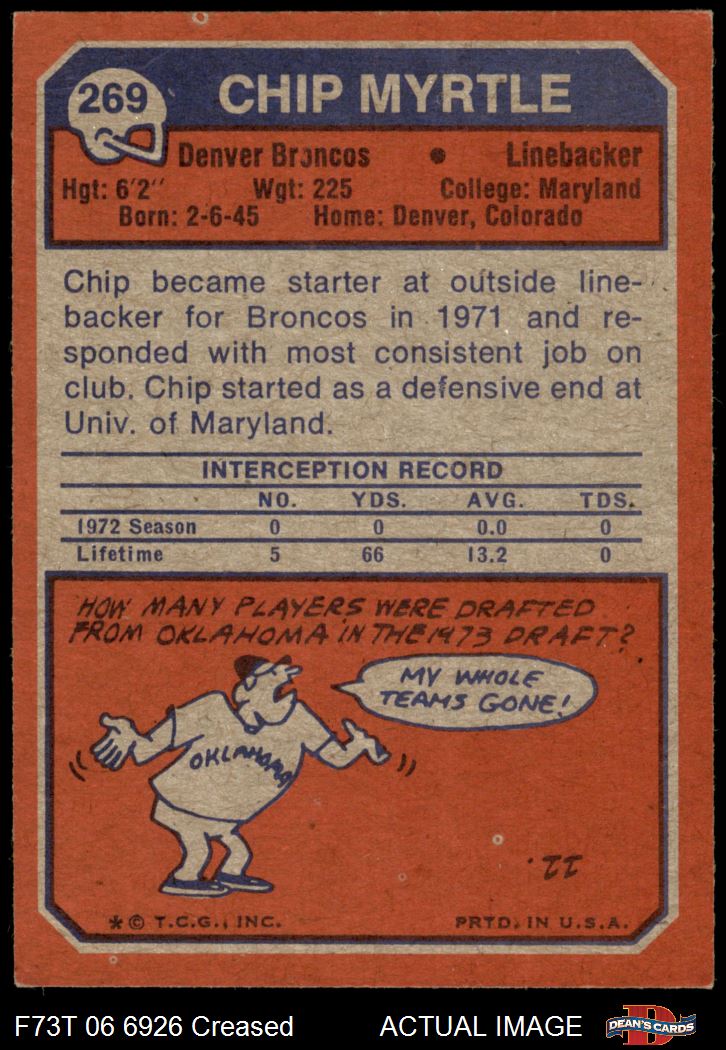 269
CHIP MYRTLE
Denver Broncos • Linebacker
Hgt: 6'2" Wgt: 225 College: Maryland
Born: 2-6-45 Home: Denver, Colorado
Chip became starter at outside line-
backer for Broncos in 1971 and re-
sponded with most consistent job on
club. Chip started as a defensive end at
Univ. of Maryland.
INTERCEPTION RECORD
NO. YDS. AVG. TDS.
1972 Season 0 0 0.0 0
Lifetime 5 66 13.2 0
HOW MANY PLAYERS WERE DRAFTED
FROM OKLAHOMA IN THE 1973 DRAFT?
MY WHOLE
TEAMS GONE!
OKLAHOMA
11.
* © T.C.G., INC. PRTD. IN U.S.A.
F73T 06 6926 Creased ACTUAL IMAGE
D
DEAN'S CARDS